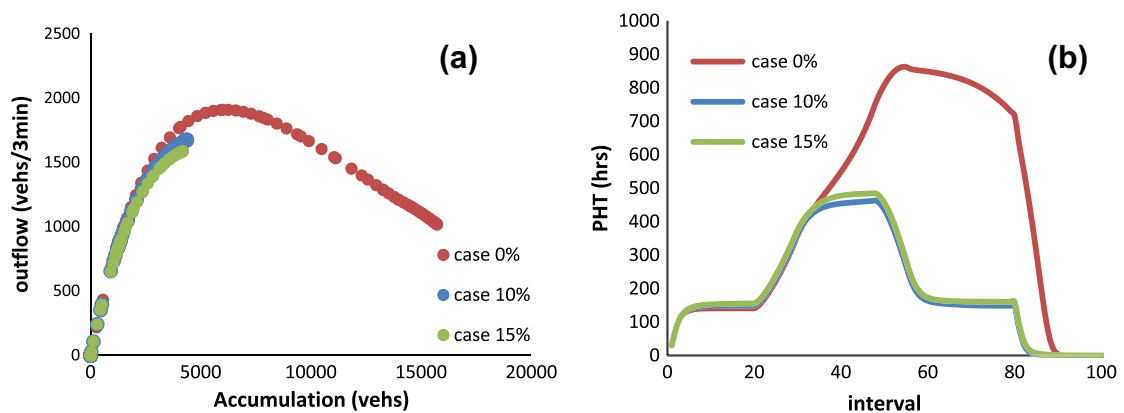 (a)
outflow (vehs/3min)
2500
2000
1500
1000
500
0
0 5000 10000 15000 20000
Accumulation (vehs)
case 0%
case 10%
case 15%
(b)
PHT (hrs)
1000
900
800
700
600
500
400
300
200
100
0
0 20 40 60 80 100
interval
case 0%
case 10%
case 15%